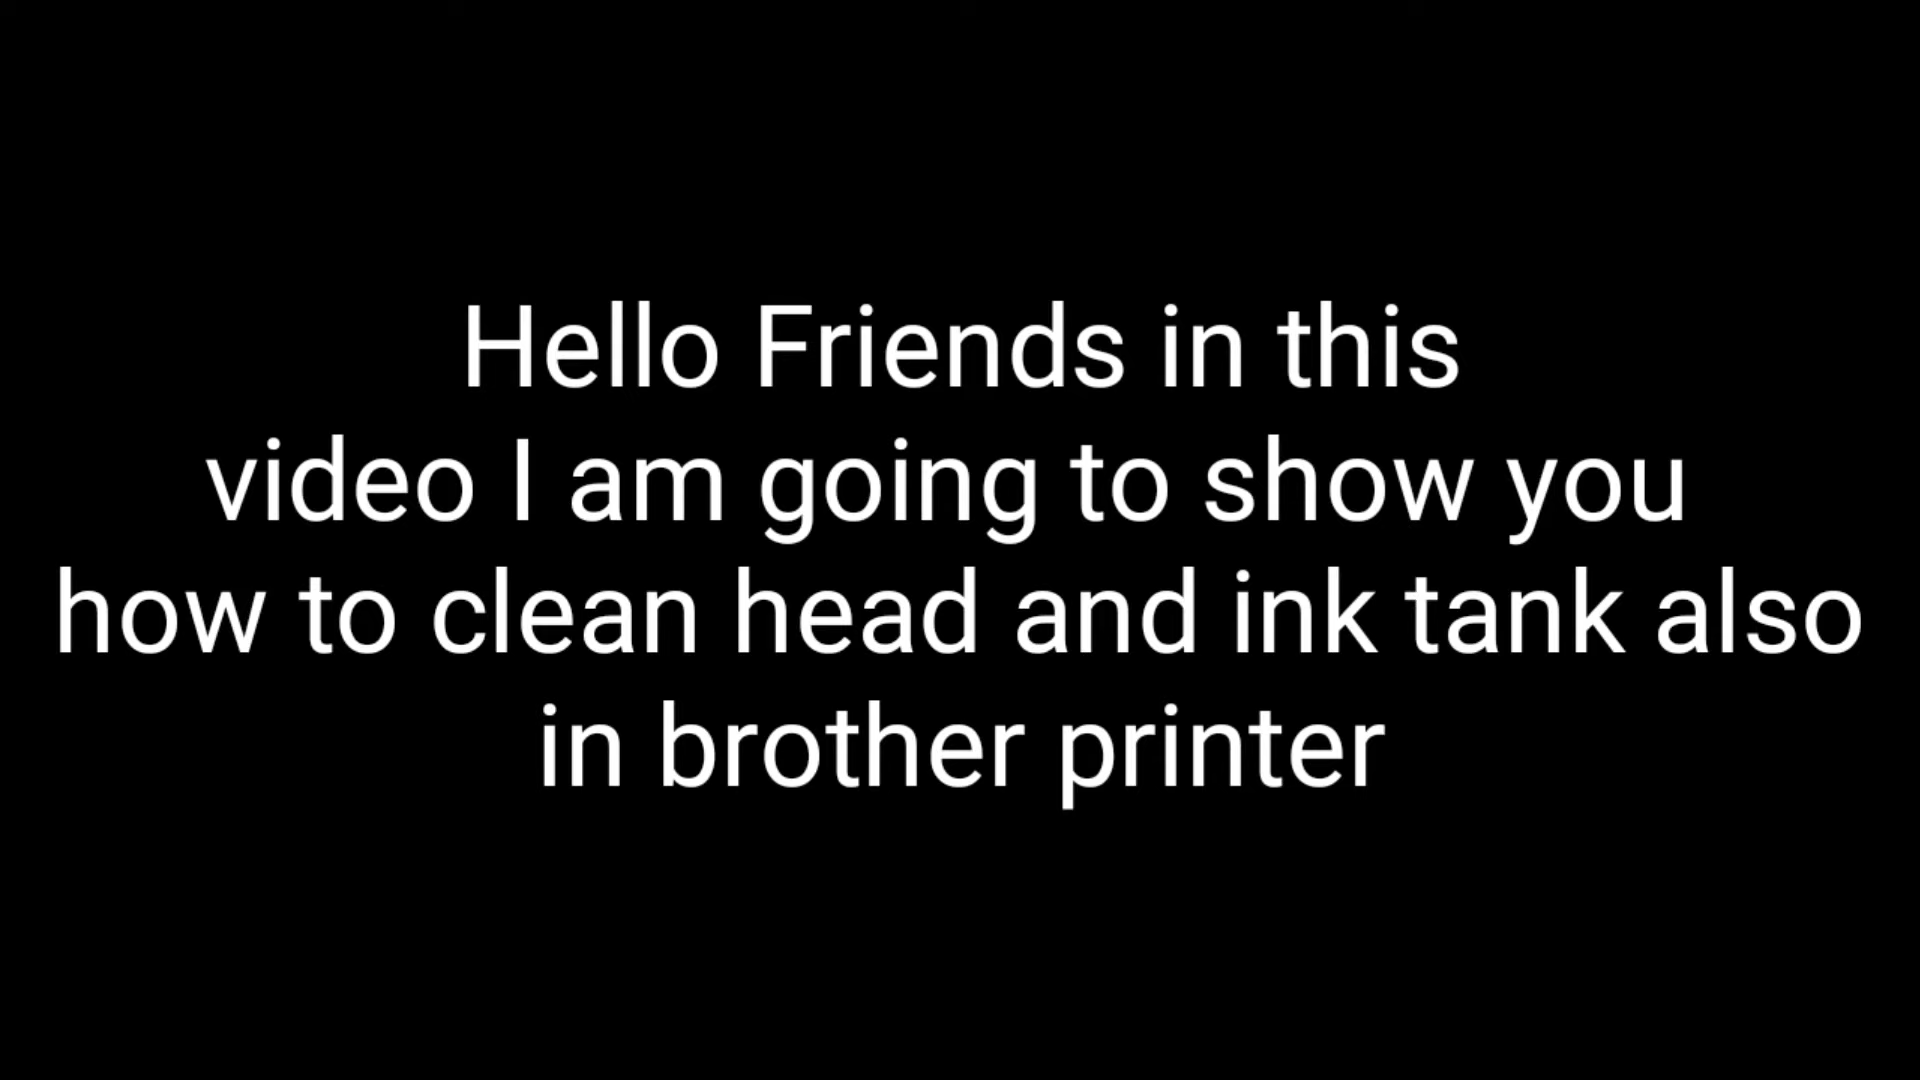 Hello Friends in this
video I am going to show you
how to clean head and ink tank also
in brother printer